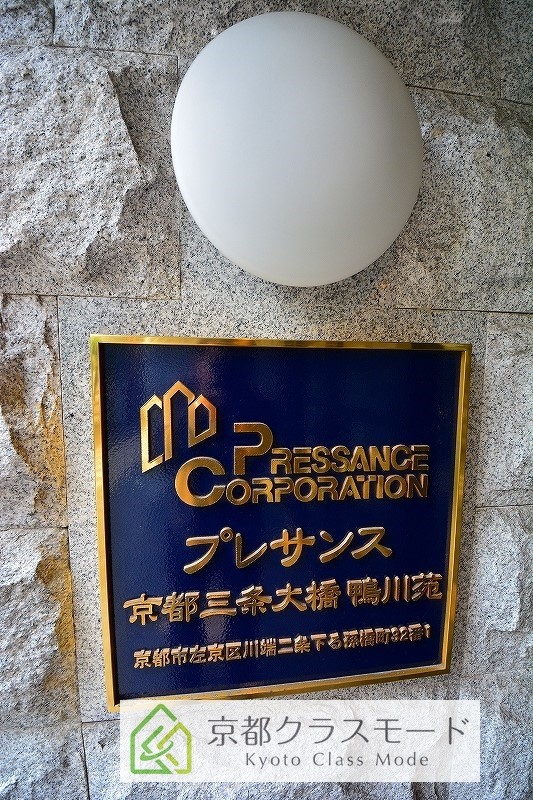 PRESSANCE
CORPORATION
プレサンス
京都三条大橋 鴨川苑
京都市左京区川端二条下る孫橋町32番1
京都クラスモード
Kyoto Class Mode